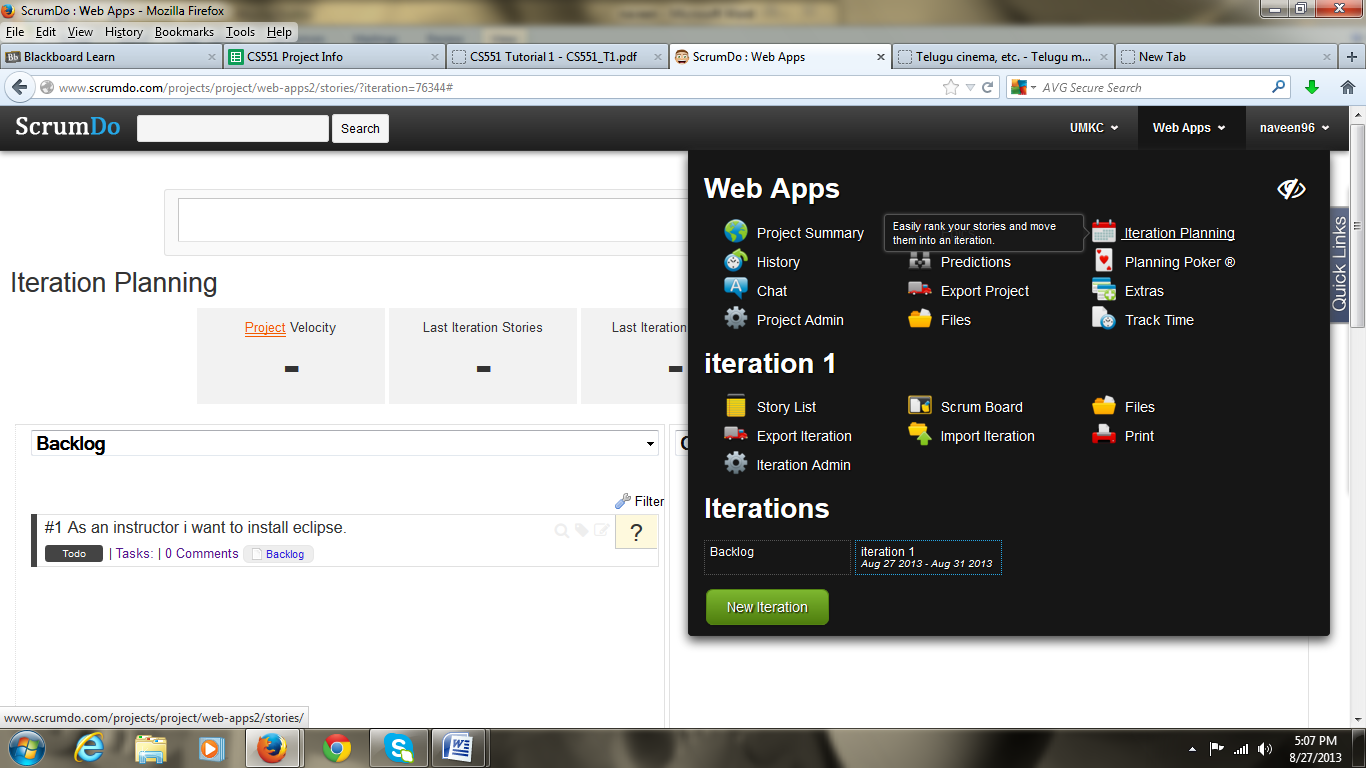 ScrumDo : Web Apps - Mozilla Firefox
File Edit View History Bookmarks Tools Help
Bb Blackboard Learn × CS551 Project Info × CS551 Tutorial 1 - CS551_T1.pdf × ScrumDo : Web Apps × Telugu cinema, etc. - Telugu m... × New Tab × +
www.scrumdo.com/projects/project/web-apps2/stories/?iteration=76344#
AVG Secure Search
ScrumDo Search UMKC Web Apps naveen96
Web Apps
Project Summary
Easily rank your stories and move
them into an iteration.
Iteration Planning
History Predictions Planning Poker ®
Chat Export Project Extras
Project Admin Files Track Time
Quick Links
Iteration Planning
Project Velocity Last Iteration Stories Last Iteration
- - -
iteration 1
Story List Scrum Board Files
Export Iteration Import Iteration Print
Iteration Admin
Iterations
Backlog iteration 1
Aug 27 2013 - Aug 31 2013
New Iteration
Backlog
Filter
#1 As an instructor i want to install eclipse. ?
Todo | Tasks: | 0 Comments Backlog
www.scrumdo.com/projects/project/web-apps2/stories/
5:07 PM
8/27/2013